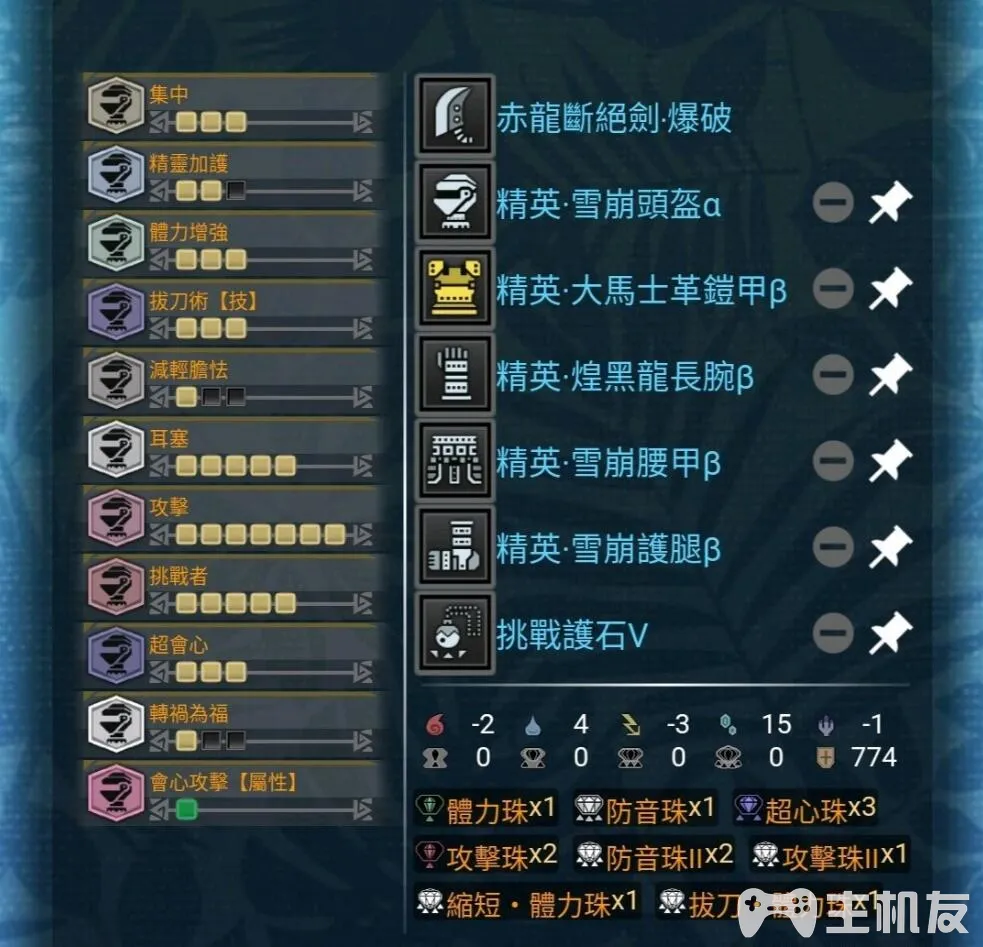 集中
精靈加護
體力增強
拔刀術【技】
減輕膽怯
耳塞
攻擊
挑戰者
超會心
轉禍為福
會心攻擊【屬性】
赤龍斷絕劍·爆破
精英·雪崩頭盔α
精英·大馬士革鎧甲β
精英·煌黑龍長腕β
精英·雪崩腰甲β
精英·雪崩護腿β
挑戰護石V
-2 4 -3 15 -1
0 0 0 0 774
體力珠x1 防音珠x1 超心珠x3
攻擊珠x2 防音珠II x2 攻擊珠II x1
縮短・體力珠x1 拔刀・體力珠x1
主机友